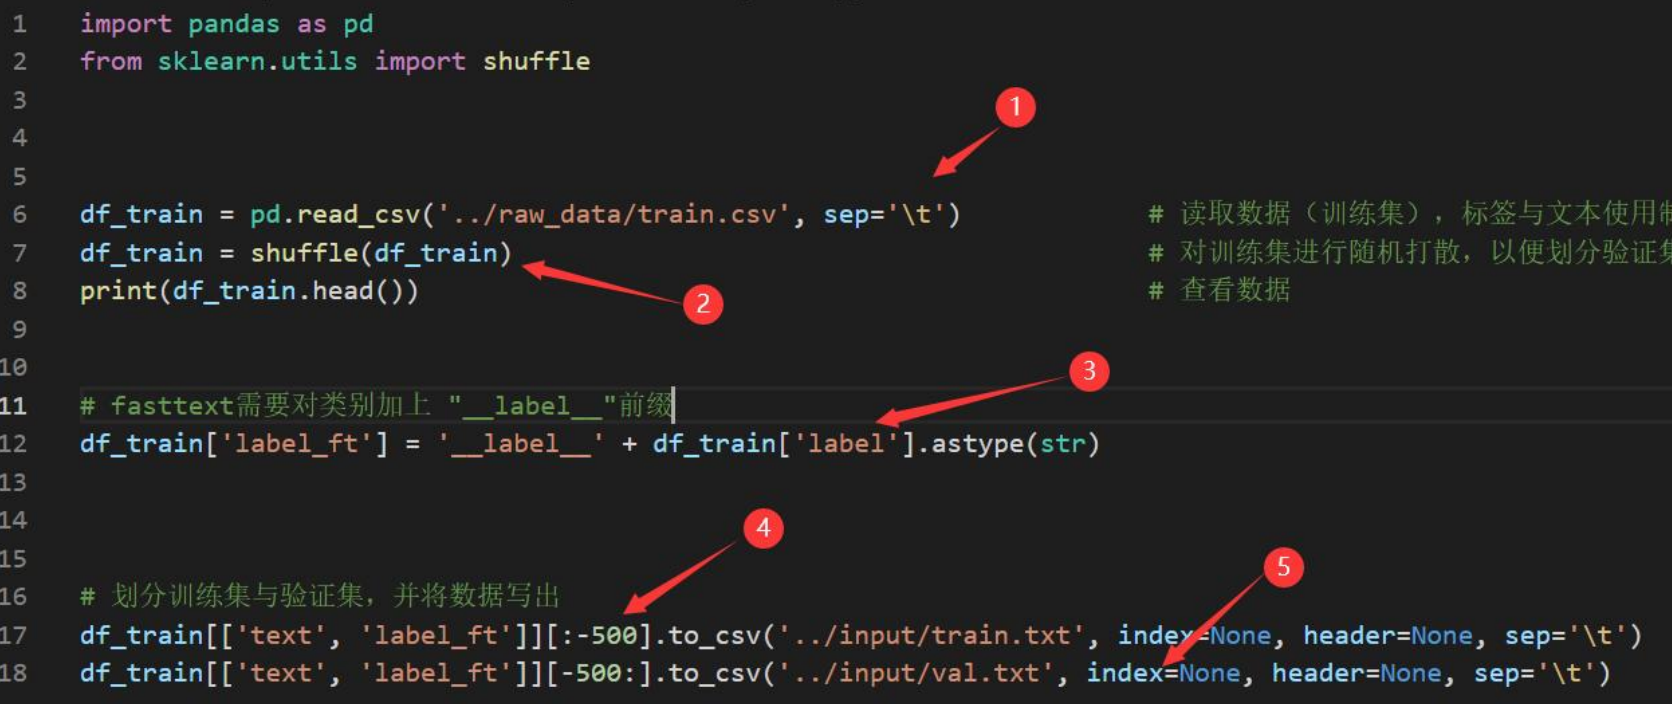 1 import pandas as pd
2 from sklearn.utils import shuffle
3
4
5
6 df_train = pd.read_csv('../raw_data/train.csv', sep='\t') # 读取数据（训练集），标签与文本使用
7 df_train = shuffle(df_train) # 对训练集进行随机打散，以便划分验证集
8 print(df_train.head()) # 查看数据
9
10
11 # fasttext需要对类别加上 "__label__"前缀
12 df_train['label_ft'] = '__label__' + df_train['label'].astype(str)
13
14
15
16 # 划分训练集与验证集，并将数据写出
17 df_train[['text', 'label_ft']][:-500].to_csv('../input/train.txt', index=None, header=None, sep='\t')
18 df_train[['text', 'label_ft']][-500:].to_csv('../input/val.txt', index=None, header=None, sep='\t')
1
2
3
4
5